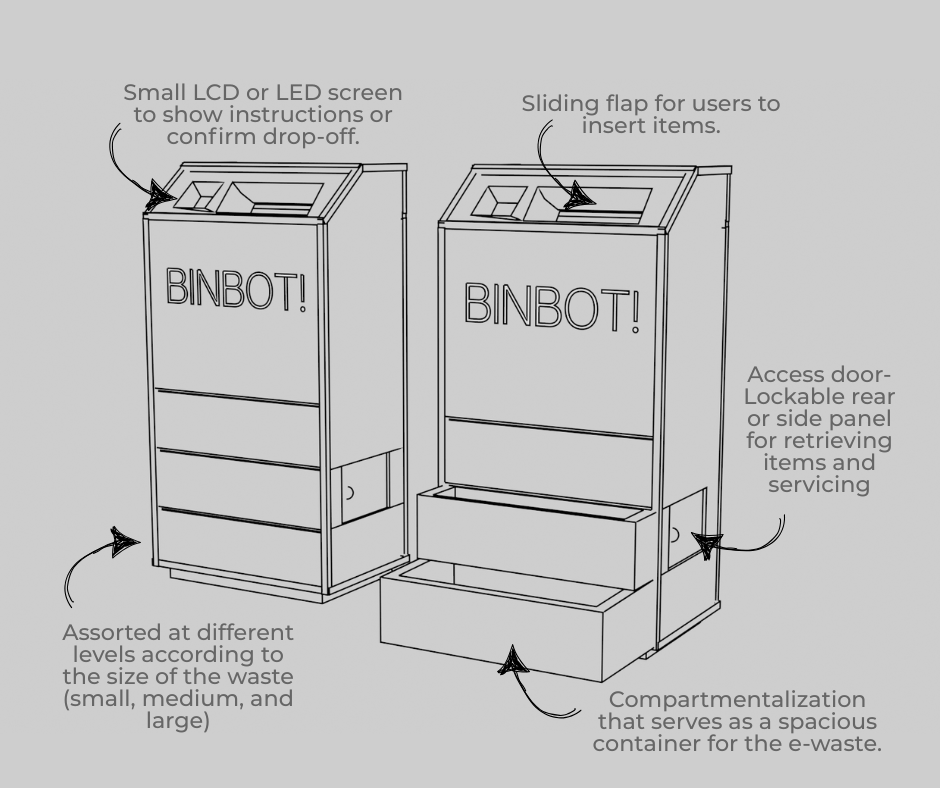 Small LCD or LED screen
to show instructions or
confirm drop-off.
Sliding flap for users to
insert items.
BINBOT!
BINBOT!
Access door-
Lockable rear
or side panel
for retrieving
items and
servicing
Assorted at different
levels according to
the size of the waste
(small, medium, and
large)
Compartmentalization
that serves as a spacious
container for the e-waste.